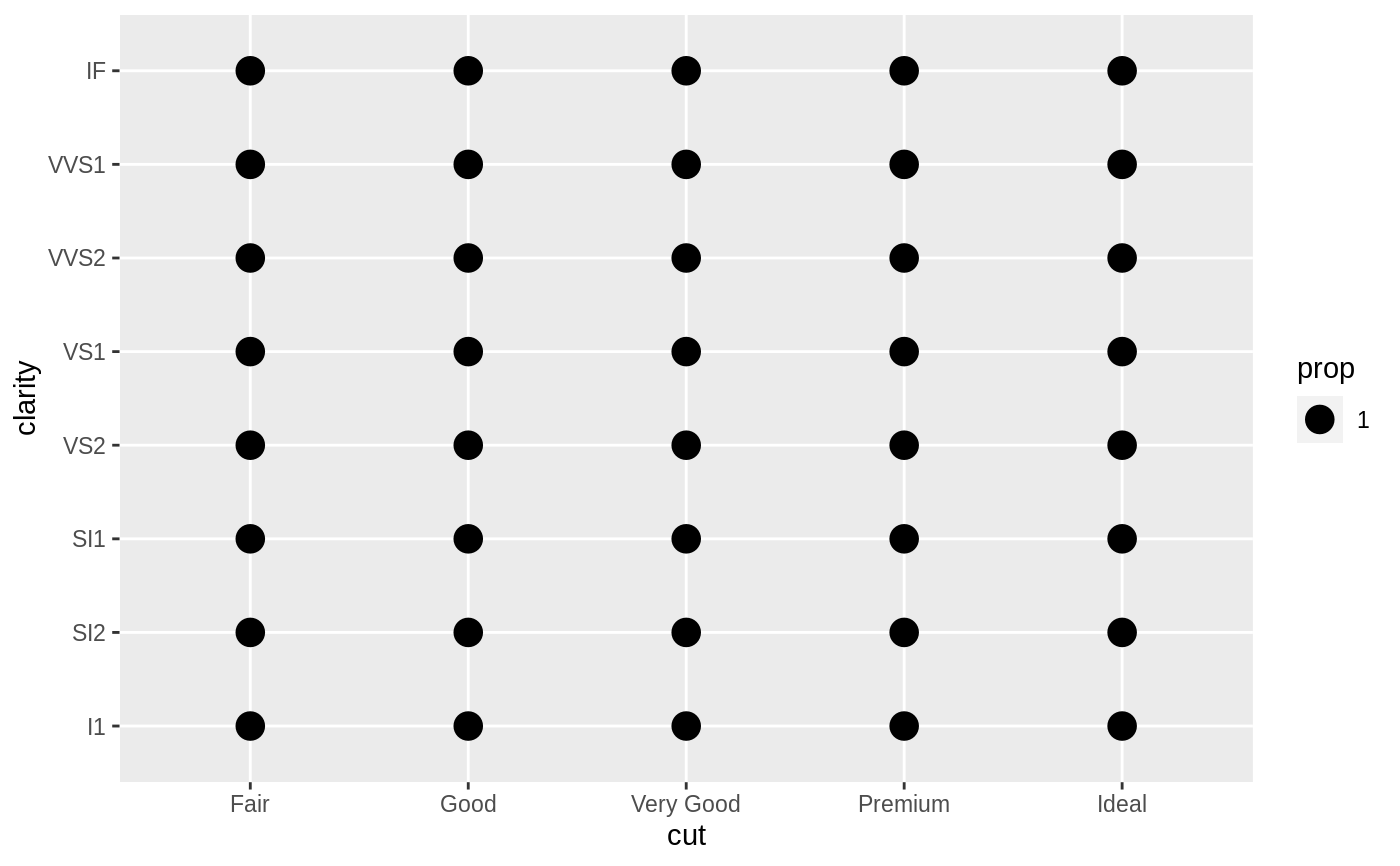 clarity
IF
VVS1
VVS2
VS1
VS2
SI1
SI2
I1
Fair Good Very Good Premium Ideal
cut
prop
1